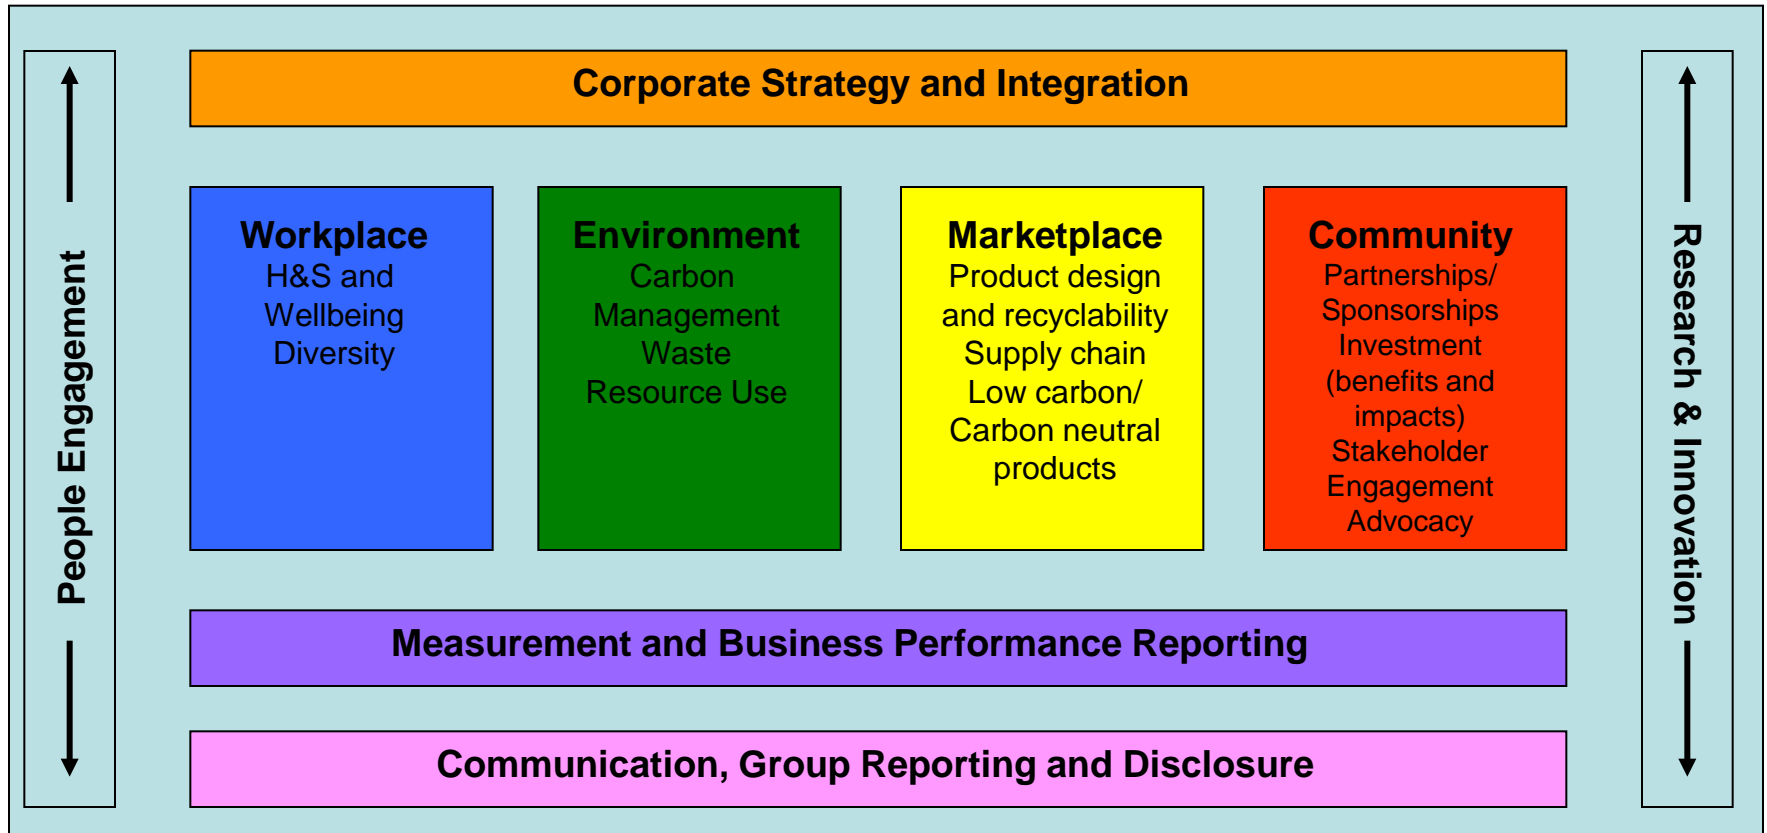 People Engagement
Corporate Strategy and Integration
Workplace
H&S and
Wellbeing
Diversity
Environment
Carbon
Management
Waste
Resource Use
Marketplace
Product design
and recyclability
Supply chain
Low carbon/
Carbon neutral
products
Community
Partnerships/
Sponsorships
Investment
(benefits and
impacts)
Stakeholder
Engagement
Advocacy
Measurement and Business Performance Reporting
Communication, Group Reporting and Disclosure
Research & Innovation